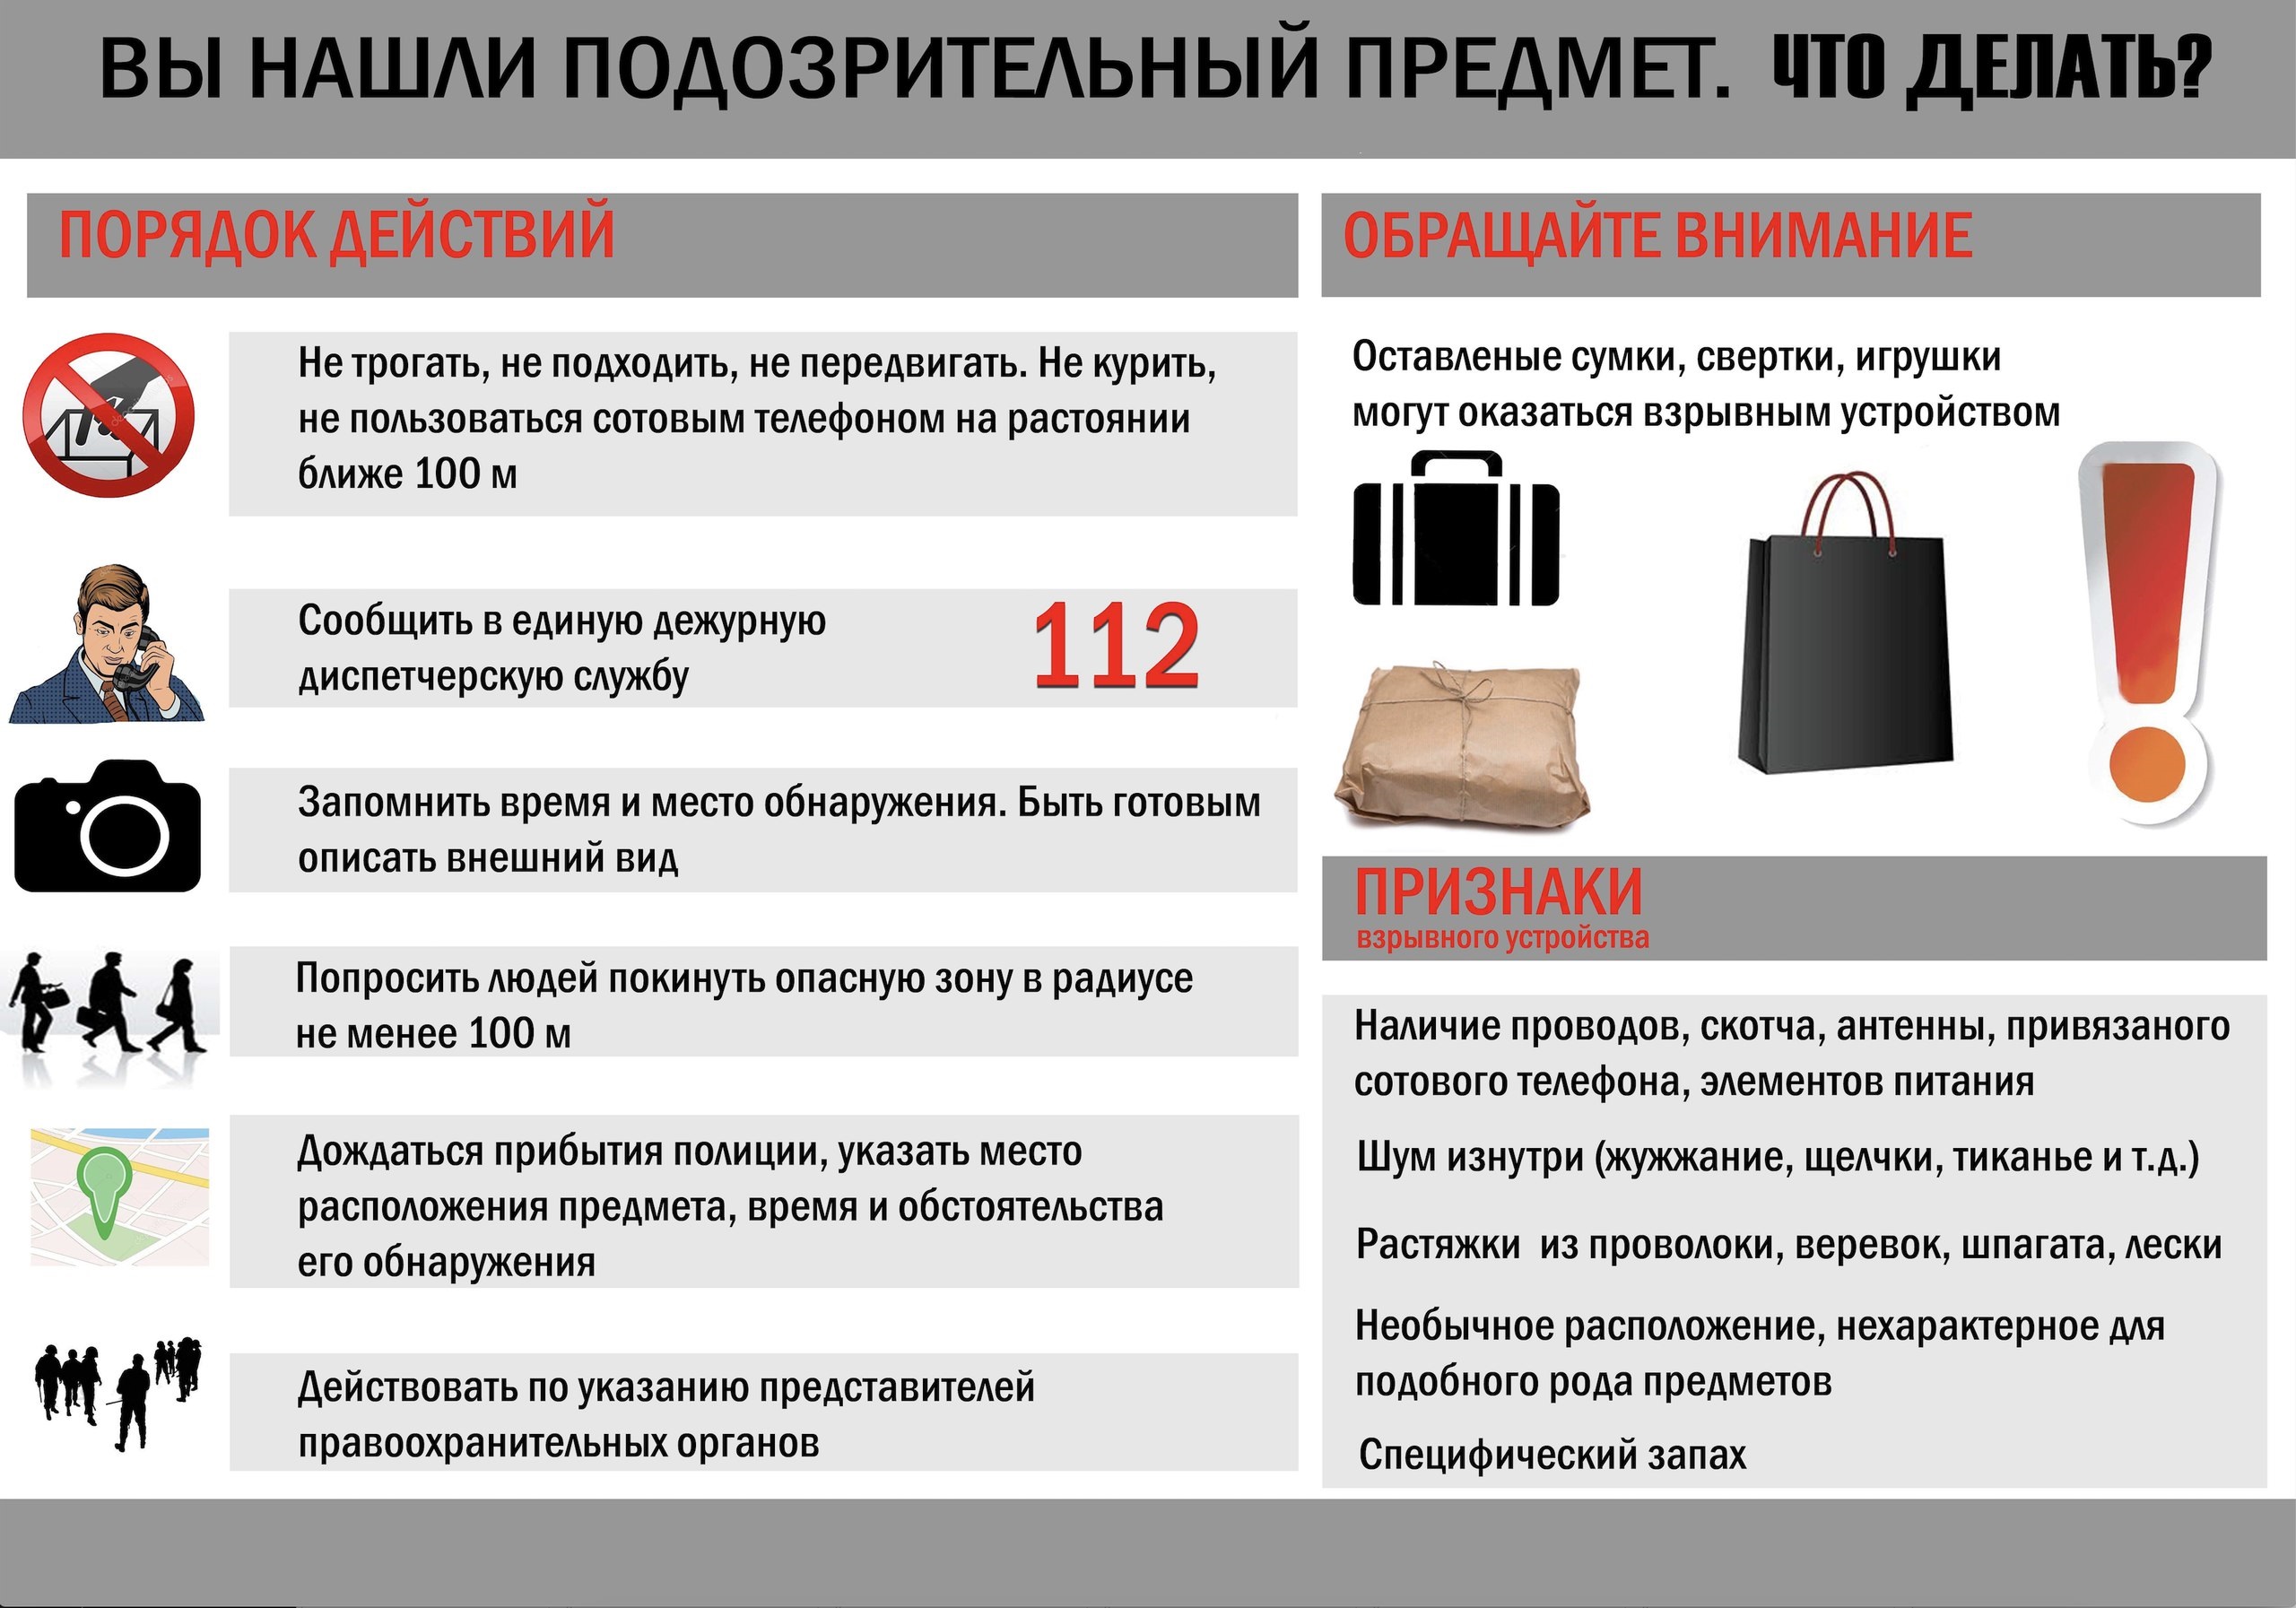 ВЫ НАШЛИ ПОДОЗРИТЕЛЬНЫЙ ПРЕДМЕТ. ЧТО ДЕЛАТЬ?
ПОРЯДОК ДЕЙСТВИЙ
Не трогать, не подходить, не передвигать. Не курить,
не пользоваться сотовым телефоном на растоянии
ближе 100 м
Сообщить в единую дежурную
диспетчерскую службу
112
Запомнить время и место обнаружения. Быть готовым
описать внешний вид
Попросить людей покинуть опасную зону в радиусе
не менее 100 м
Дождаться прибытия полиции, указать место
расположения предмета, время и обстоятельства
его обнаружения
Действовать по указанию представителей
правоохранительных органов
ОБРАЩАЙТЕ ВНИМАНИЕ
Оставленые сумки, свертки, игрушки
могут оказаться взрывным устройством
ПРИЗНАКИ
взрывного устройства
Наличие проводов, скотча, антенны, привязаного
сотового телефона, элементов питания
Шум изнутри (жужжание, щелчки, тиканье и т.д.)
Растяжки из проволоки, веревок, шпагата, лески
Необычное расположение, нехарактерное для
подобного рода предметов
Специфический запах